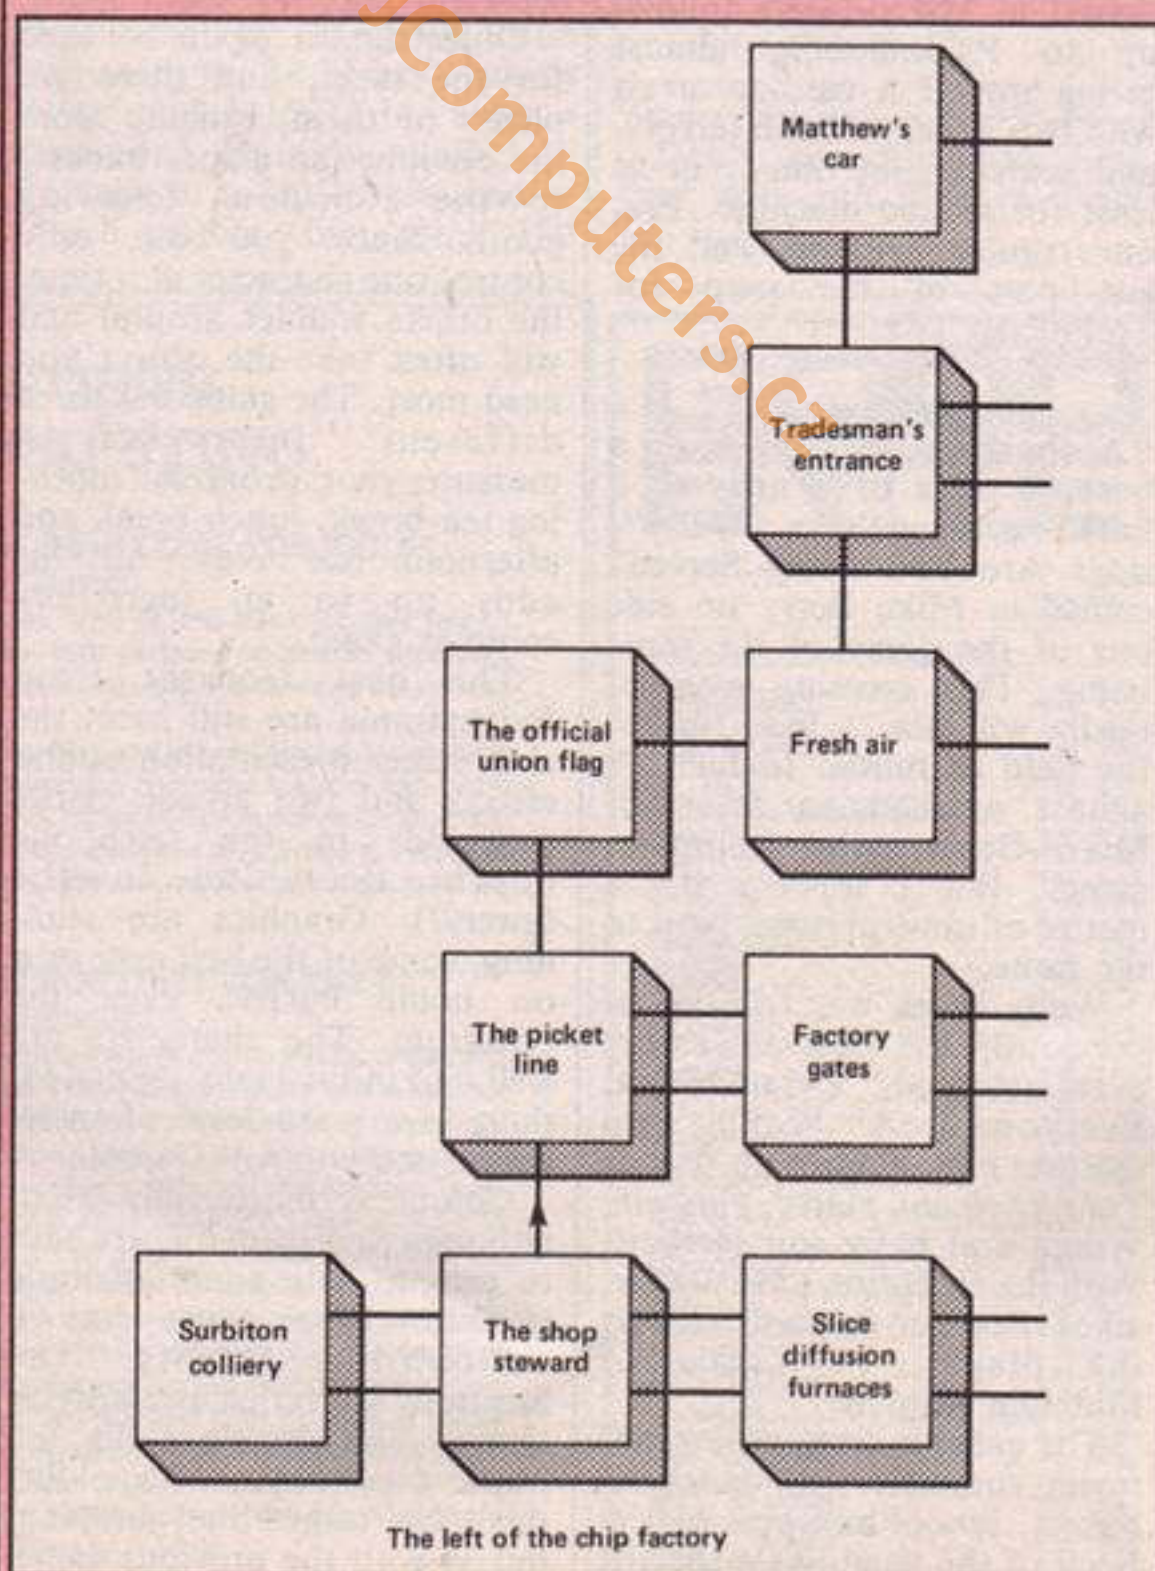 JComputers.cz
Matthew's
car
Tradesman's
entrance
The official
union flag
Fresh air
The picket
line
Factory
gates
Surbiton
colliery
The shop
steward
Slice
diffusion
furnaces
The left of the chip factory